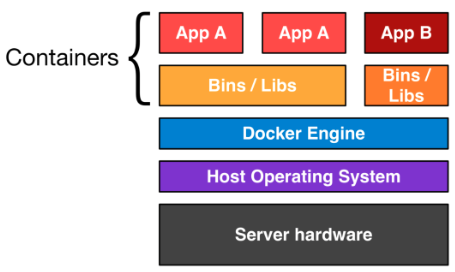 App A
App A
App B
Containers
Bins / Libs
Bins /
Libs
Docker Engine
Host Operating System
Server hardware